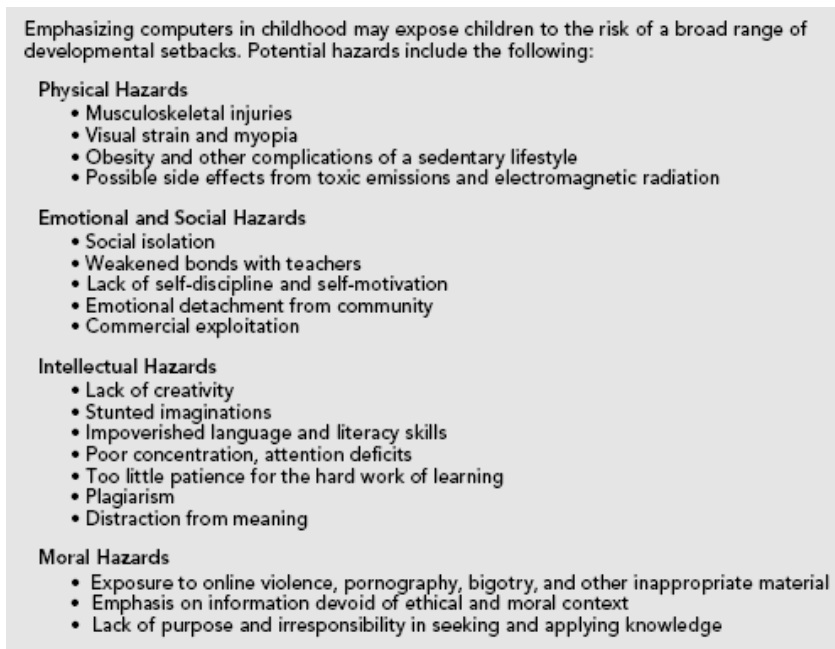 Emphasizing computers in childhood may expose children to the risk of a broad range of
developmental setbacks. Potential hazards include the following:
Physical Hazards
• Musculoskeletal injuries
• Visual strain and myopia
• Obesity and other complications of a sedentary lifestyle
• Possible side effects from toxic emissions and electromagnetic radiation
Emotional and Social Hazards
• Social isolation
• Weakened bonds with teachers
• Lack of self-discipline and self-motivation
• Emotional detachment from community
• Commercial exploitation
Intellectual Hazards
• Lack of creativity
• Stunted imaginations
• Impoverished language and literacy skills
• Poor concentration, attention deficits
• Too little patience for the hard work of learning
• Plagiarism
• Distraction from meaning
Moral Hazards
• Exposure to online violence, pornography, bigotry, and other inappropriate material
• Emphasis on information devoid of ethical and moral context
• Lack of purpose and irresponsibility in seeking and applying knowledge